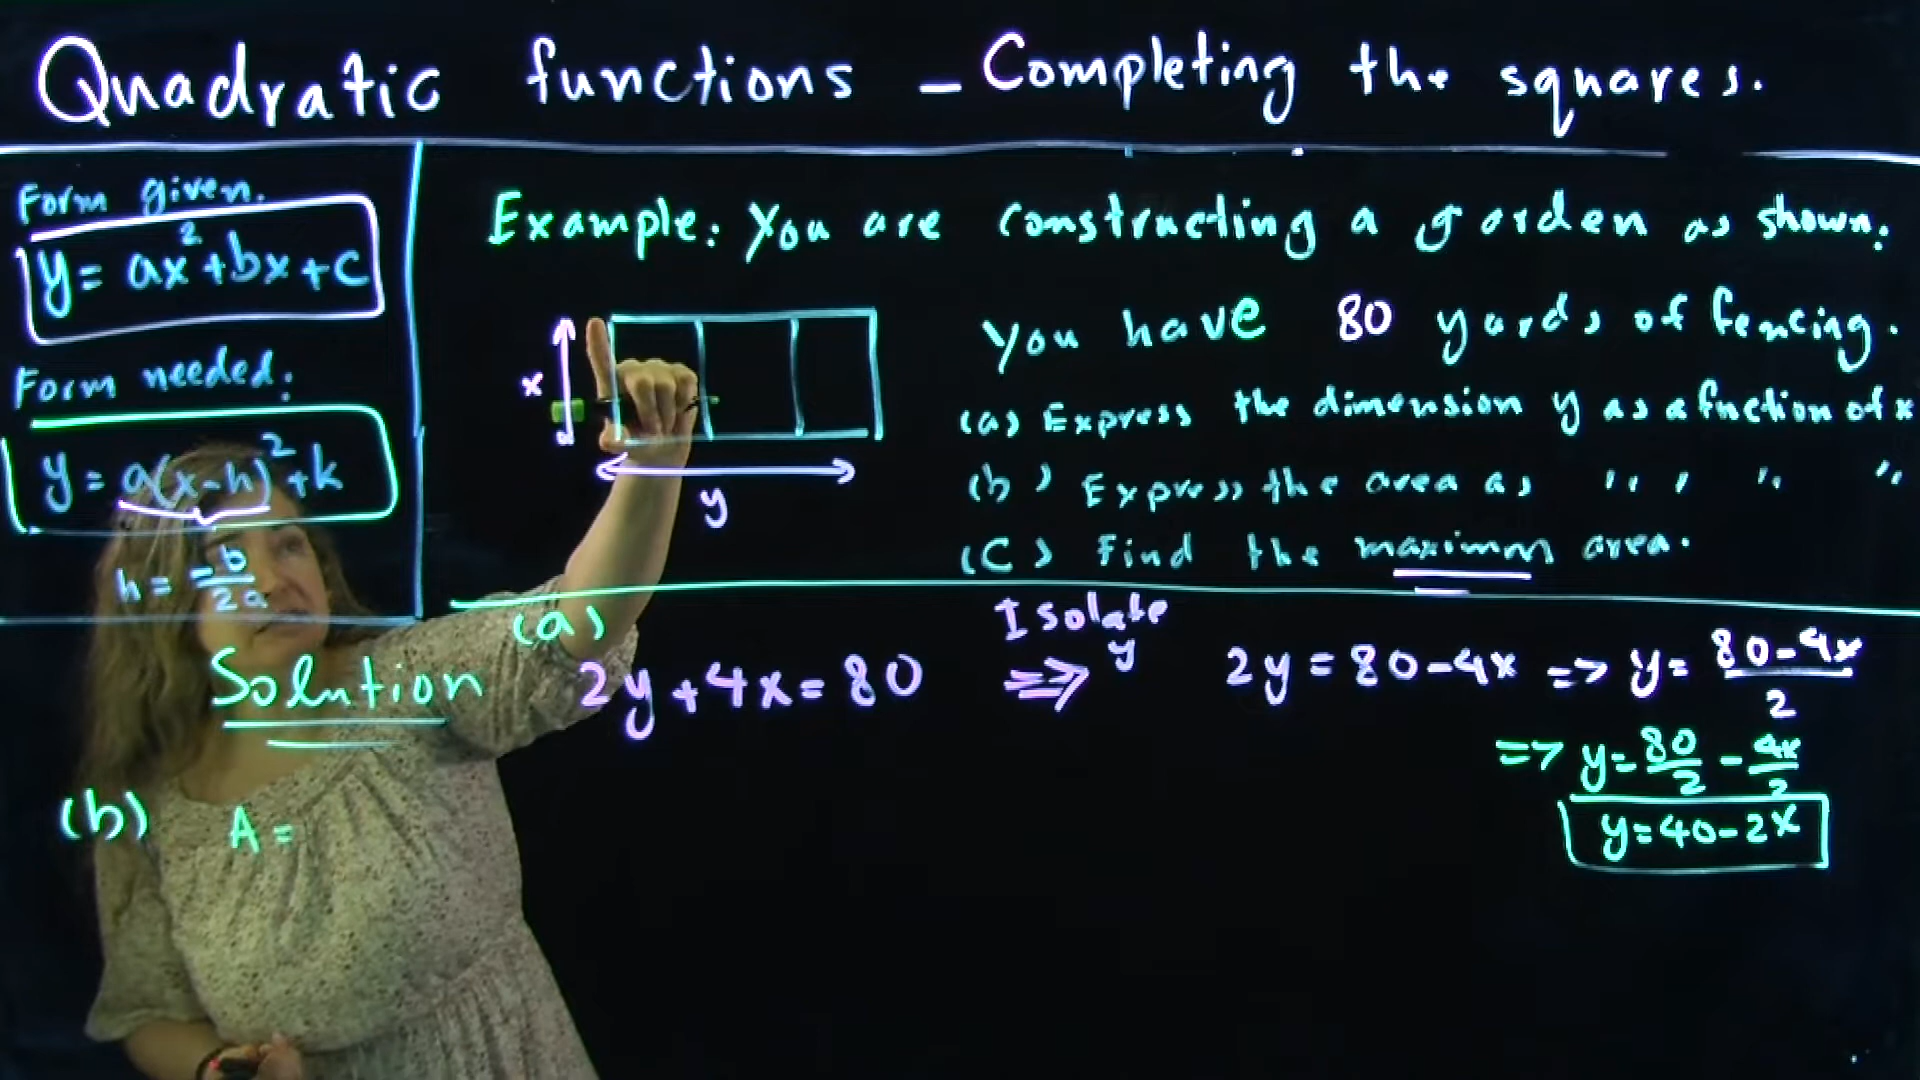 Quadratic functions - Completing the squares.
Form given.
y = ax²+bx+c
Form needed:
y = a(x-h)²+k
h = -b/2a
Example: You are constructing a garden as shown:
x
y
You have 80 yards of fencing.
(a) Express the dimension y as a fnction of x
(b) Express the area as " " " "
(c) Find the maximum area.
Solution
(a)
2y+4x=80
Isolate y
=>
2y = 80-4x => y= 80-4x/2
=> y= 80/2 - 4x/2
y=40-2x
(b) A =